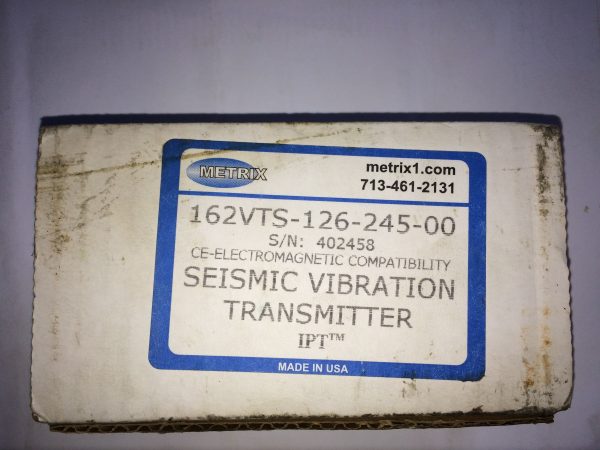 METRIX
metrix1.com
713-461-2131
162VTS-126-245-00
S/N: 402458
CE-ELECTROMAGNETIC COMPATIBILITY
SEISMIC VIBRATION
TRANSMITTER
IPT™
MADE IN USA